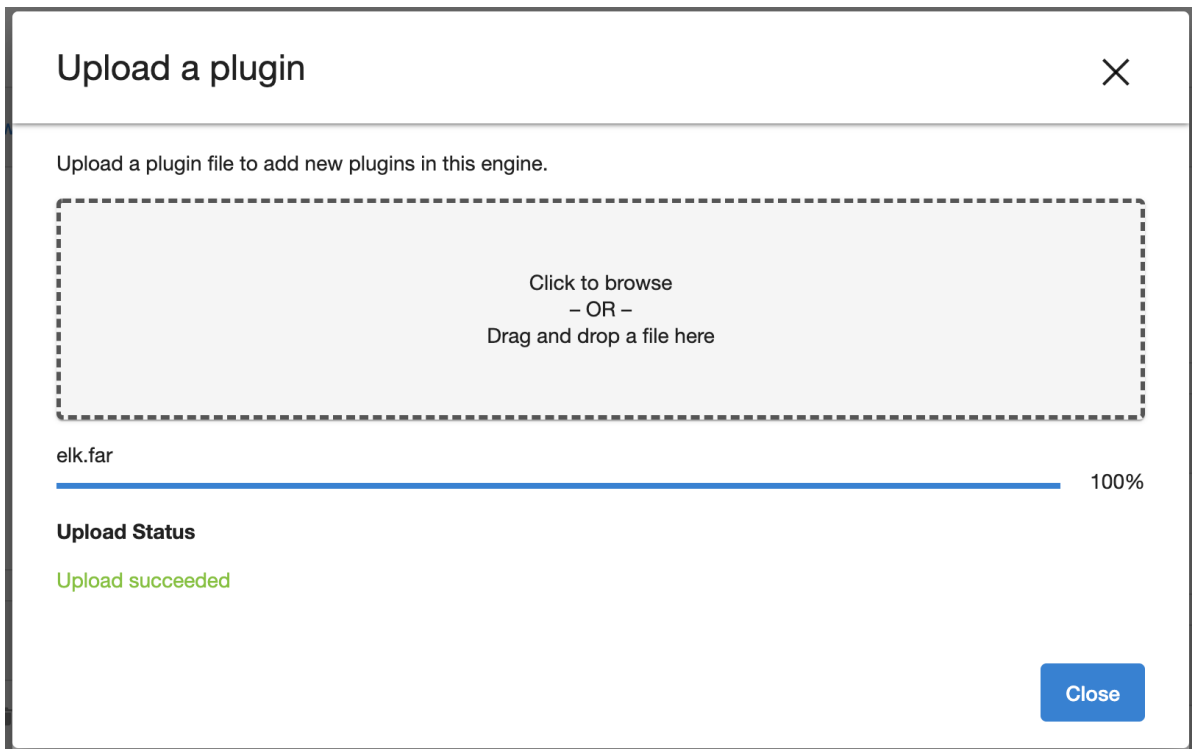 Upload a plugin
Upload a plugin file to add new plugins in this engine.
Click to browse
– OR –
Drag and drop a file here
elk.far
100%
Upload Status
Upload succeeded
Close